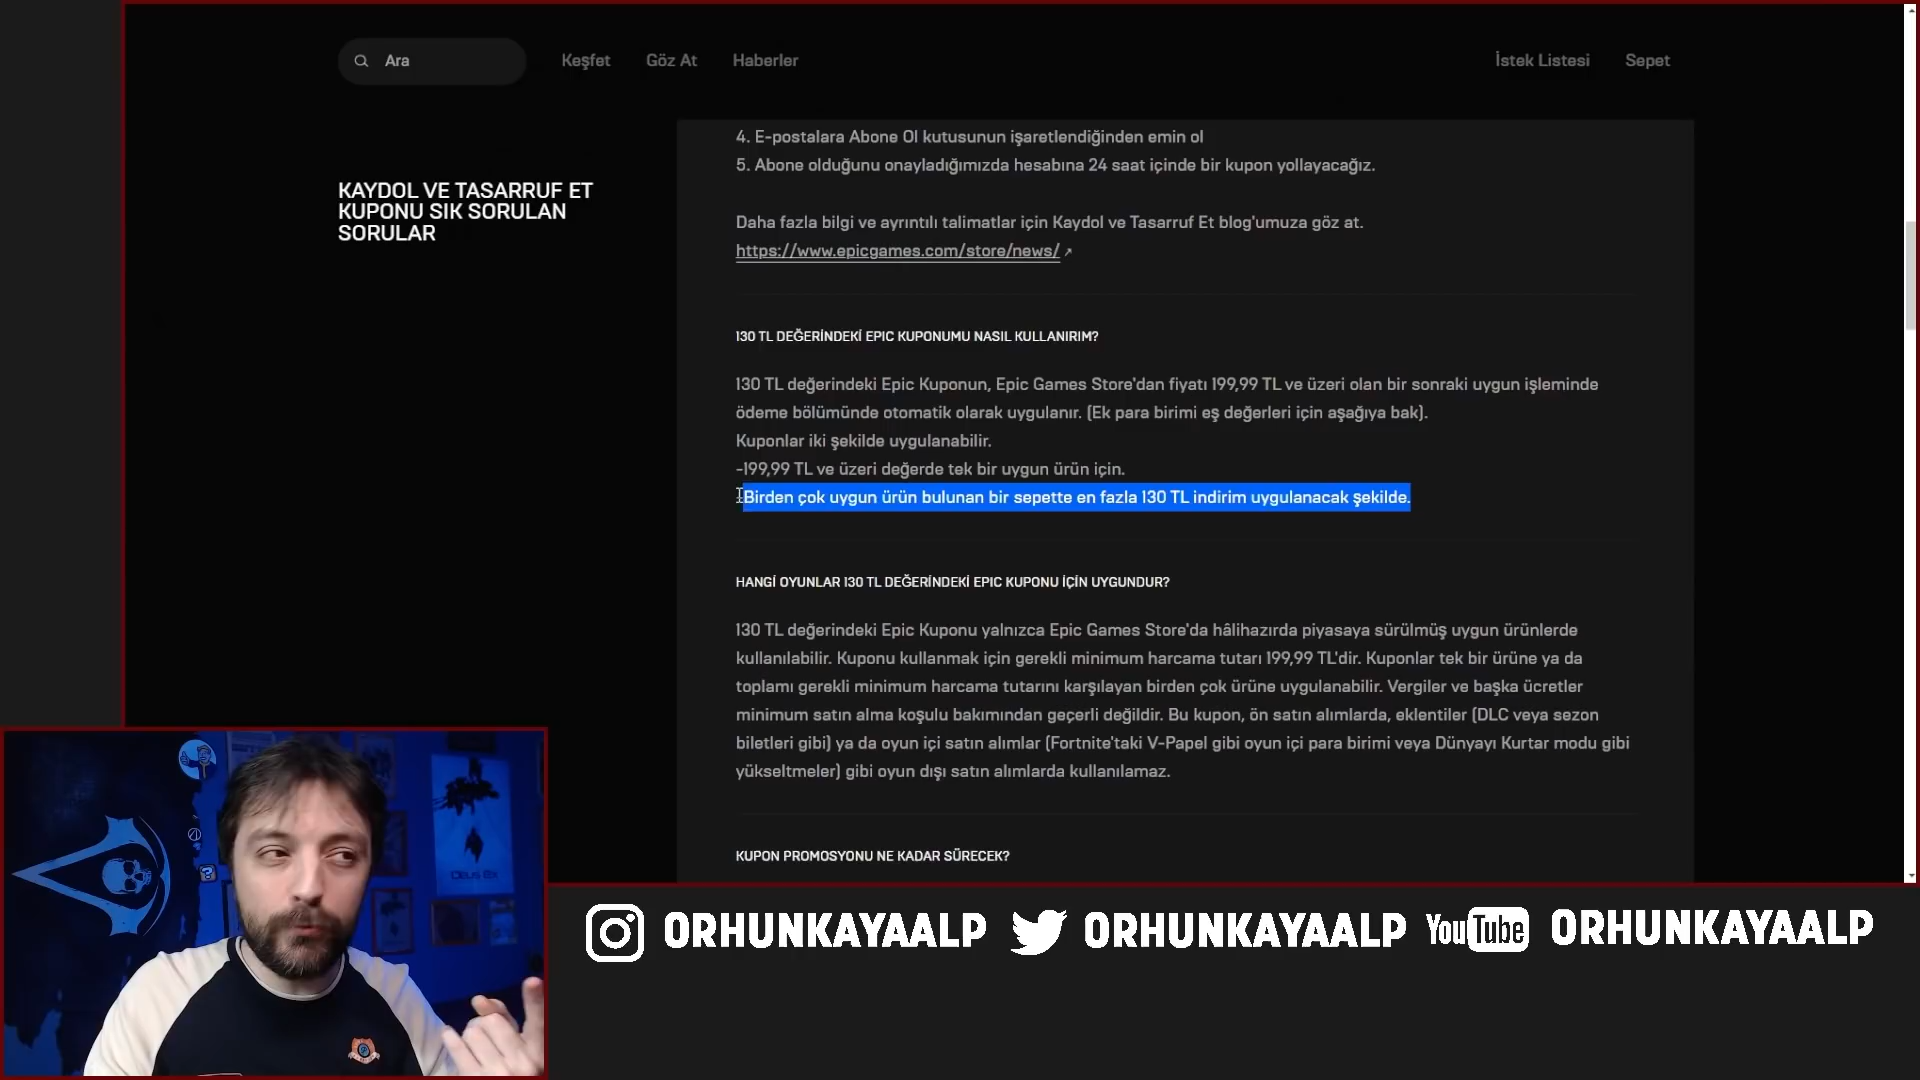 Ara
Keşfet
Göz At
Haberler
İstek Listesi
Sepet
KAYDOL VE TASARRUF ET
KUPONU SIK SORULAN
SORULAR
4. E-postalara Abone Ol kutusunun işaretlendiğinden emin ol
5. Abone olduğunu onayladığımızda hesabına 24 saat içinde bir kupon yollayacağız.
Daha fazla bilgi ve ayrıntılı talimatlar için Kaydol ve Tasarruf Et blog'umuza göz at.
https://www.epicgames.com/store/news/
130 TL DEĞERİNDEKİ EPIC KUPONUMU NASIL KULLANIRIM?
130 TL değerindeki Epic Kuponun, Epic Games Store'dan fiyatı 199,99 TL ve üzeri olan bir sonraki uygun işleminde
ödeme bölümünde otomatik olarak uygulanır. (Ek para birimi eş değerleri için aşağıya bak).
Kuponlar iki şekilde uygulanabilir.
-199,99 TL ve üzeri değerde tek bir uygun ürün için.
Birden çok uygun ürün bulunan bir sepette en fazla 130 TL indirim uygulanacak şekilde.
HANGİ OYUNLAR 130 TL DEĞERİNDEKİ EPIC KUPONU İÇİN UYGUNDUR?
130 TL değerindeki Epic Kuponu yalnızca Epic Games Store'da hâlihazırda piyasaya sürülmüş uygun ürünlerde
kullanılabilir. Kuponu kullanmak için gerekli minimum harcama tutarı 199,99 TL'dir. Kuponlar tek bir ürüne ya da
toplamı gerekli minimum harcama tutarını karşılayan birden çok ürüne uygulanabilir. Vergiler ve başka ücretler
minimum satın alma koşulu bakımından geçerli değildir. Bu kupon, ön satın alımlarda, eklentiler (DLC veya sezon
biletleri gibi) ya da oyun içi satın alımlar (Fortnite'taki V-Papel gibi oyun içi para birimi veya Dünyayı Kurtar modu gibi
yükseltmeler) gibi oyun dışı satın alımlarda kullanılamaz.
KUPON PROMOSYONU NE KADAR SÜRECEK?
Deus Ex
ORHUNKAYAALP
ORHUNKAYAALP
YouTube
ORHUNKAYAALP